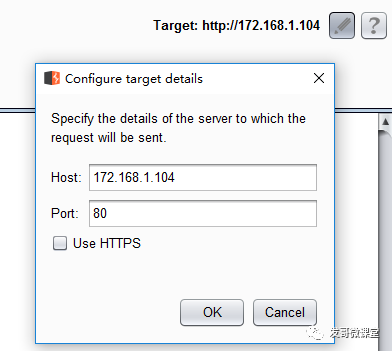 Target: http://172.168.1.104
?
Configure target details
Specify the details of the server to which the
request will be sent.
Host: 172.168.1.104
Port: 80
Use HTTPS
OK Cancel
友哥微课堂